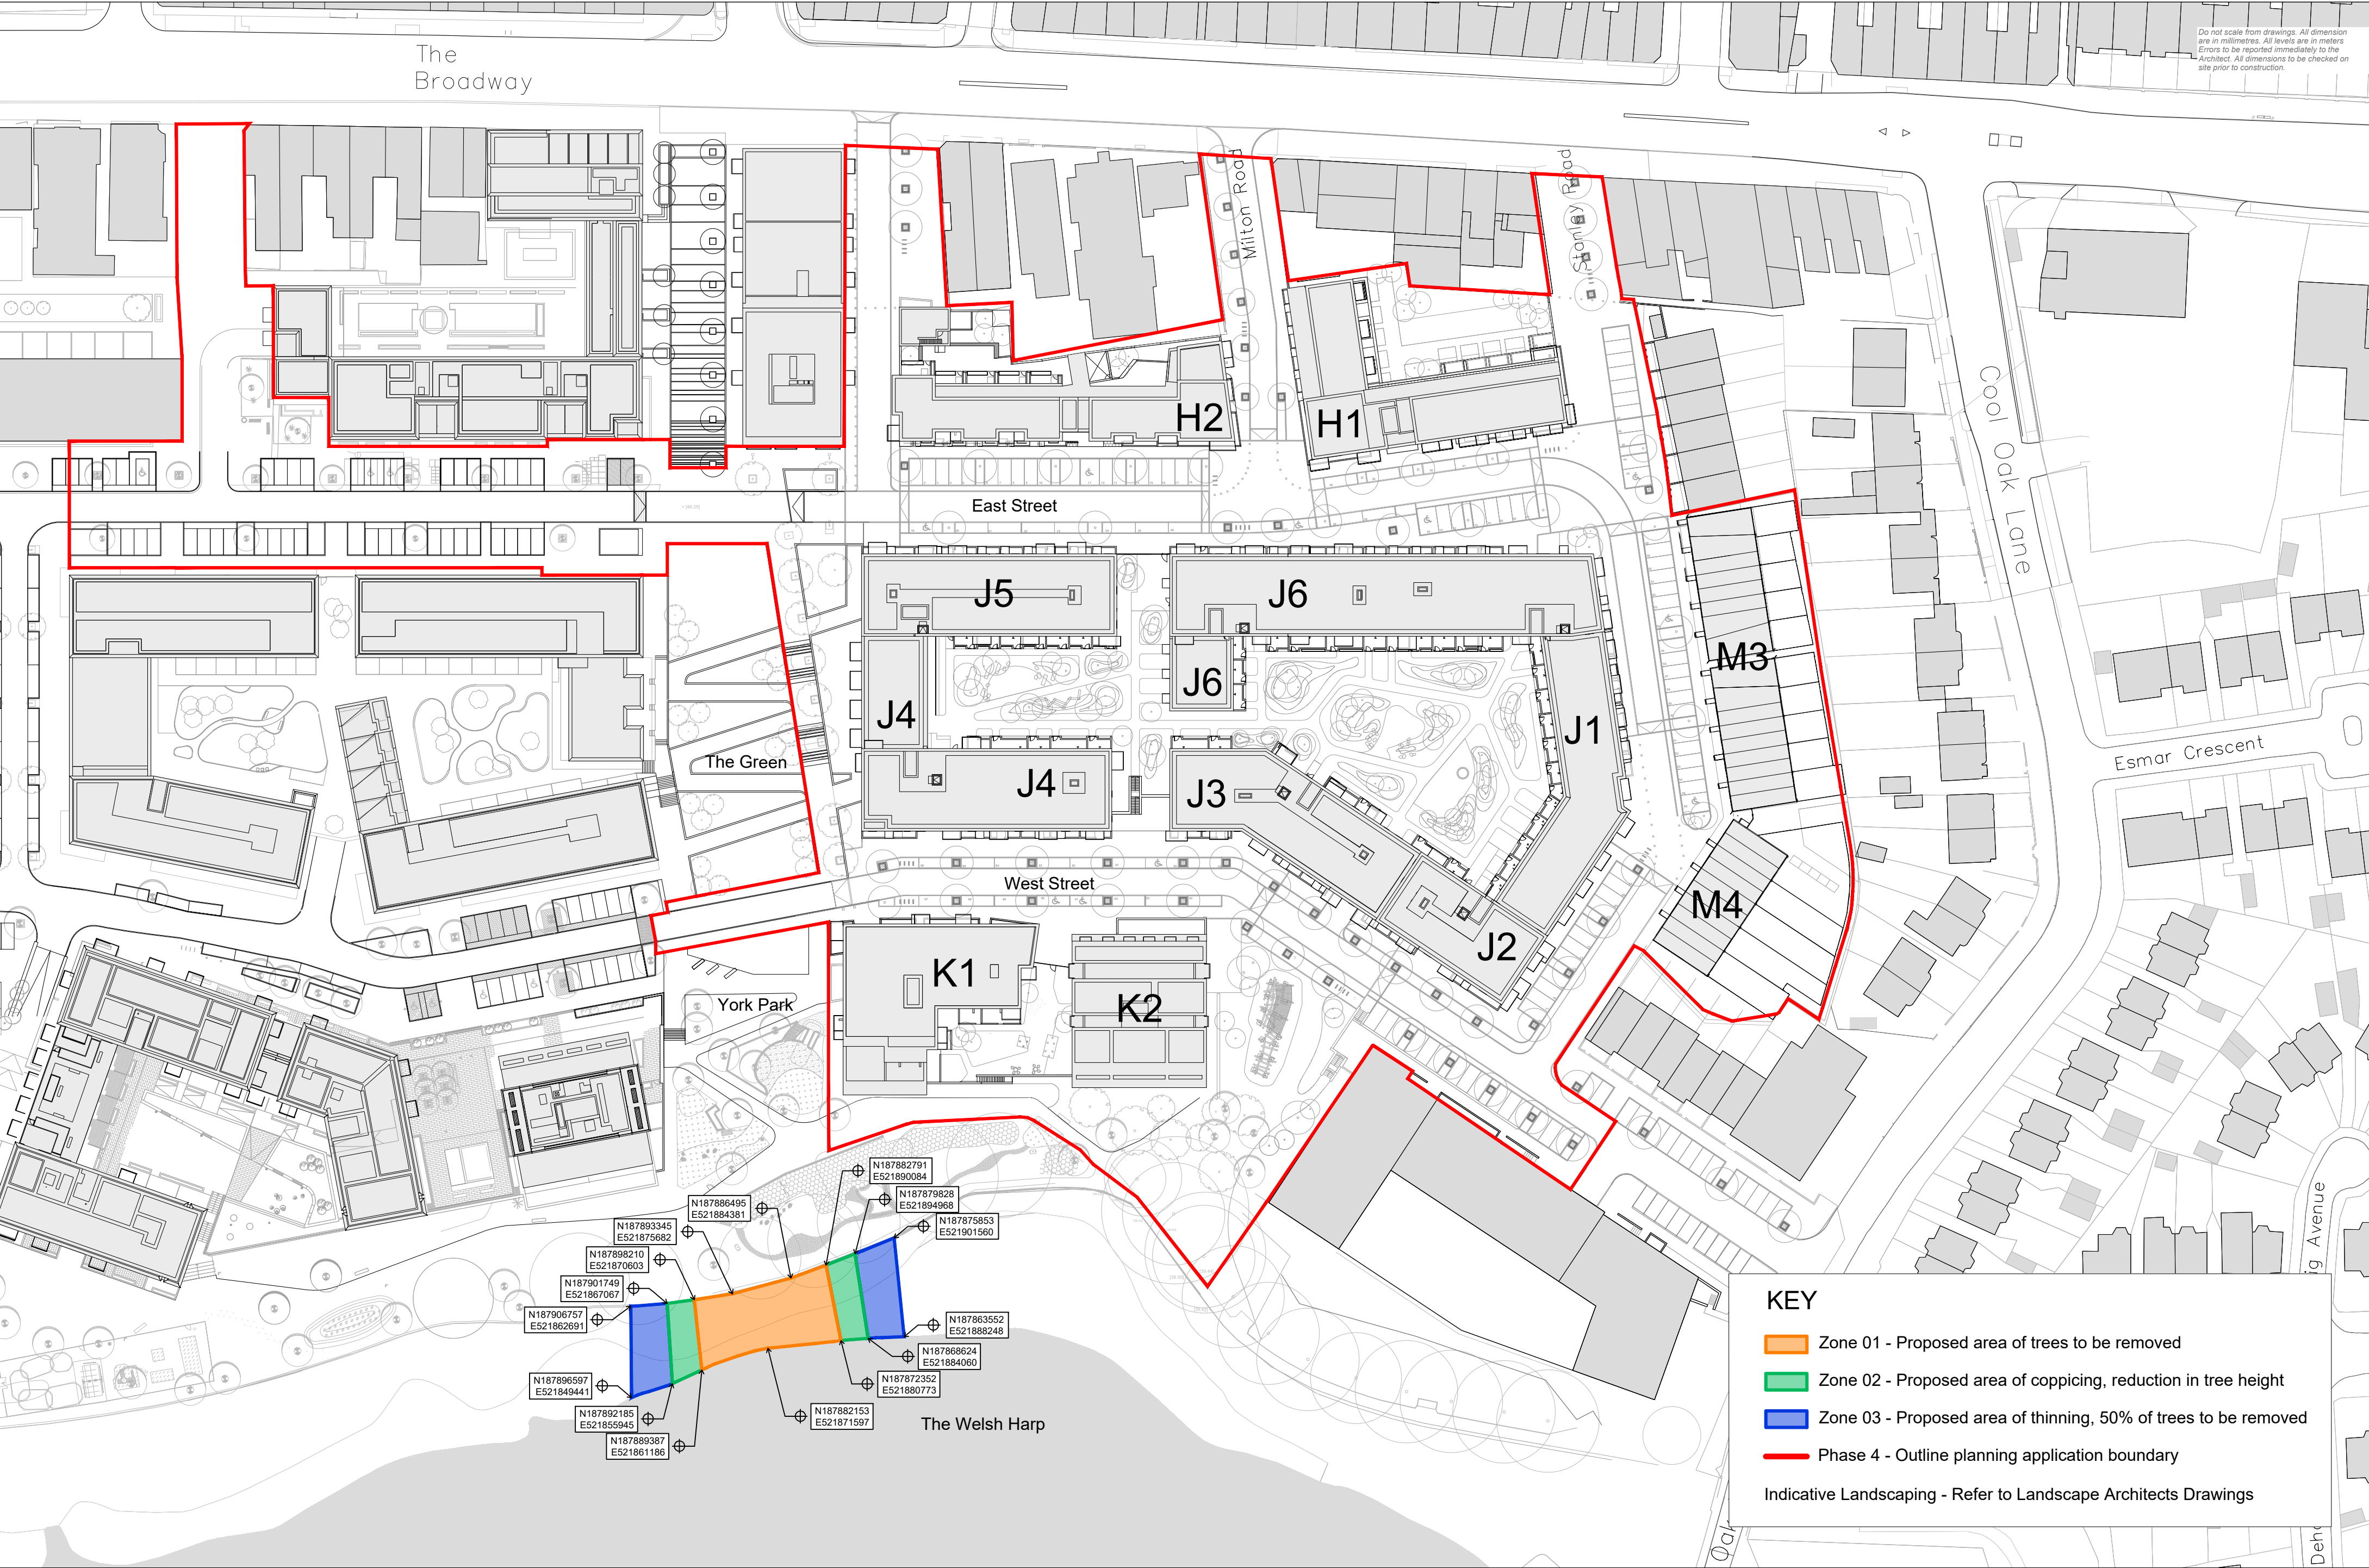 The
Broadway
Do not scale from drawings. All dimension
are in millimetres. All levels are in meters
Errors to be reported immediately to the
Architect. All dimensions to be checked on
site prior to construction.
Milton Road
Stanley Road
Cool Oak Lane
H2
H1
East Street
J5
J6
J6
J4
J1
M3
The Green
J4
J3
Esmar Crescent
West Street
M4
J2
K1
K2
York Park
N187882791
E521890084
N187879828
E521894968
N187886495
E521884381
N187875853
E521901560
N187893345
E521875682
N187898210
E521870603
N187901749
E521867067
N187906757
E521862691
N187863552
E521888248
N187868624
E521884060
N187872352
E521880773
N187896597
E521849441
N187882153
E521871597
N187892185
E521855945
N187889387
E521861186
The Welsh Harp
ig Avenue
KEY
Zone 01 - Proposed area of trees to be removed
Zone 02 - Proposed area of coppicing, reduction in tree height
Zone 03 - Proposed area of thinning, 50% of trees to be removed
Phase 4 - Outline planning application boundary
Indicative Landscaping - Refer to Landscape Architects Drawings
Oak
Deh